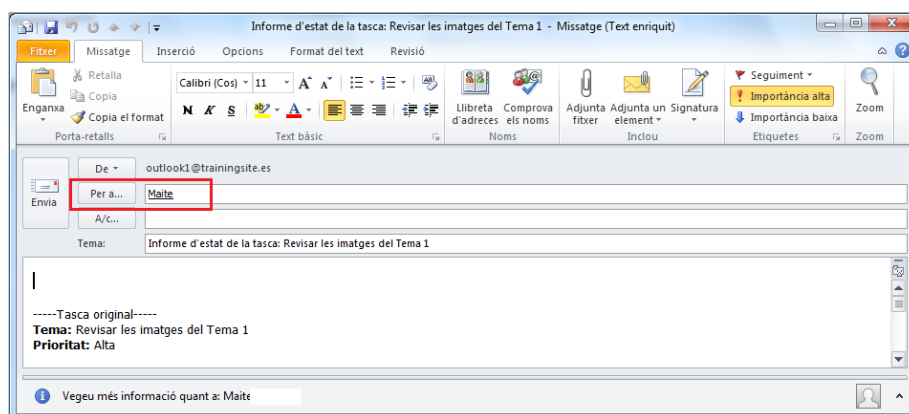 Informe d'estat de la tasca: Revisar les imatges del Tema 1 - Missatge (Text enriquit)
Fitxer Missatge Inserció Opcions Format del text Revisió
Enganxa
Retalla
Copia
Copia el format
Porta-retalls
Calibri (Cos) 11
N K S
Text bàsic
Llibreta d'adreces
Comprova els noms
Noms
Adjunta fitxer
Adjunta un element
Signatura
Inclou
Seguiment
Importància alta
Importància baixa
Etiquetes
Zoom
Zoom
Envia
De outlook1@trainingsite.es
Per a... Maite
A/c...
Tema: Informe d'estat de la tasca: Revisar les imatges del Tema 1
-----Tasca original-----
Tema: Revisar les imatges del Tema 1
Prioritat: Alta
Vegeu més informació quant a: Maite